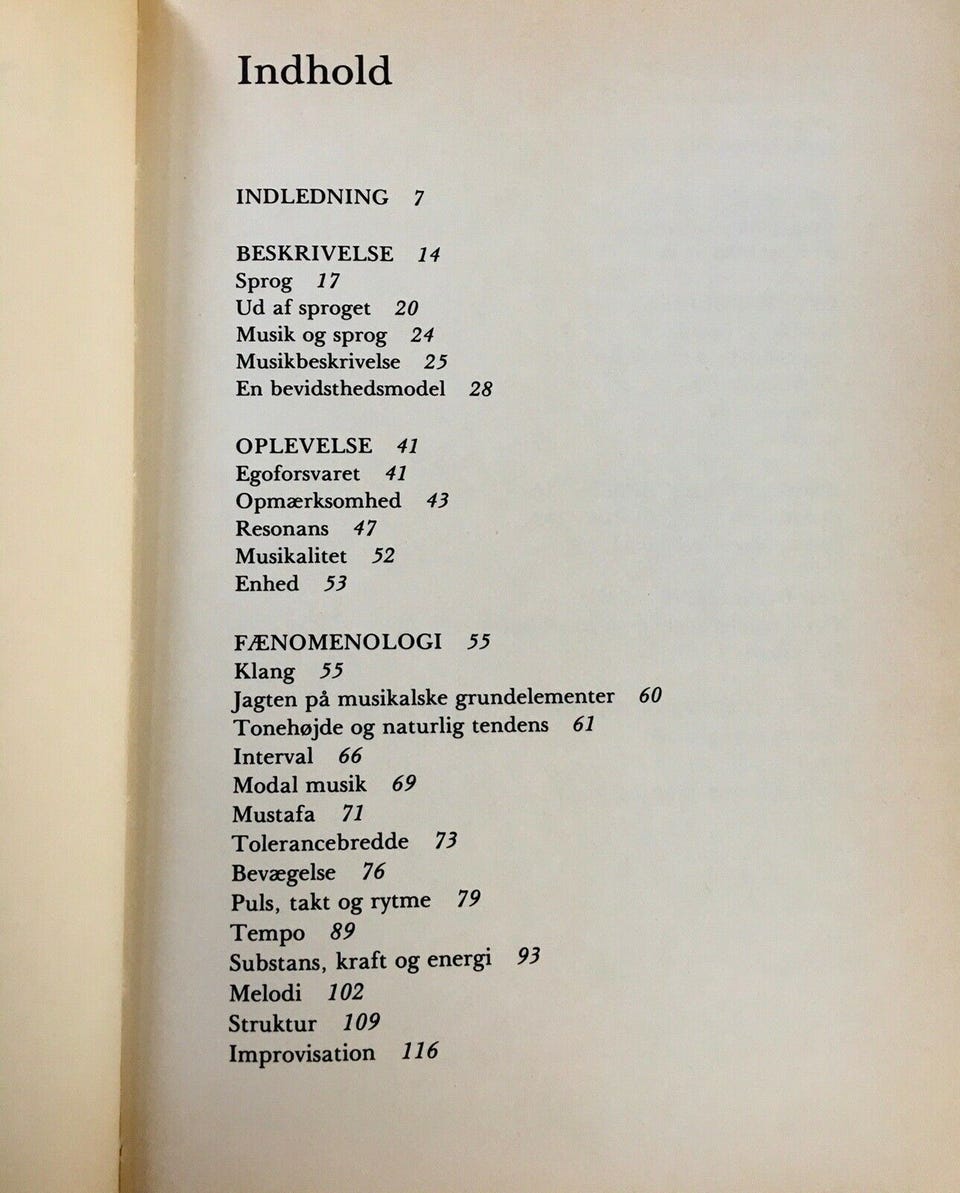 Indhold
INDLEDNING 7
BESKRIVELSE 14
Sprog 17
Ud af sproget 20
Musik og sprog 24
Musikbeskrivelse 25
En bevidsthedsmodel 28
OPLEVELSE 41
Egoforsvaret 41
Opmærksomhed 43
Resonans 47
Musikalitet 52
Enhed 53
FÆNOMENOLOGI 55
Klang 55
Jagten på musikalske grundelementer 60
Tonehøjde og naturlig tendens 61
Interval 66
Modal musik 69
Mustafa 71
Tolerancebredde 73
Bevægelse 76
Puls, takt og rytme 79
Tempo 89
Substans, kraft og energi 93
Melodi 102
Struktur 109
Improvisation 116